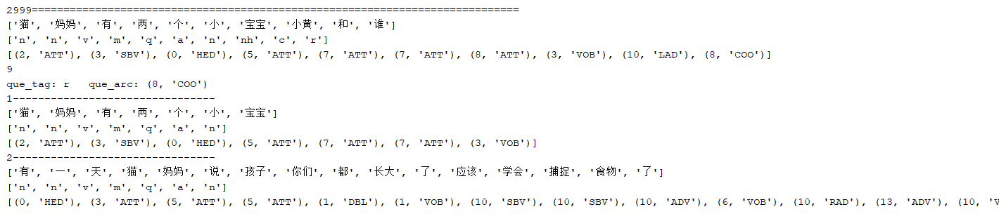 2999================================================================================
['猫', '妈妈', '有', '两', '个', '小', '宝宝', '小黄', '和', '谁']
['n', 'n', 'v', 'm', 'q', 'a', 'n', 'nh', 'c', 'r']
[(2, 'ATT'), (3, 'SBV'), (0, 'HED'), (5, 'ATT'), (7, 'ATT'), (7, 'ATT'), (8, 'ATT'), (3, 'VOB'), (10, 'LAD'), (8, 'COO')]
9
que_tag: r   que_arc: (8, 'COO')
1--------------------------------
['猫', '妈妈', '有', '两', '个', '小', '宝宝']
['n', 'n', 'v', 'm', 'q', 'a', 'n']
[(2, 'ATT'), (3, 'SBV'), (0, 'HED'), (5, 'ATT'), (7, 'ATT'), (7, 'ATT'), (3, 'VOB')]
2--------------------------------
['有', '一', '天', '猫', '妈妈', '说', '孩子', '你们', '都', '长大', '了', '应该', '学会', '捕捉', '食物', '了']
['n', 'n', 'v', 'm', 'q', 'a', 'n']
[(0, 'HED'), (3, 'ATT'), (5, 'ATT'), (5, 'ATT'), (1, 'DBL'), (1, 'VOB'), (10, 'SBV'), (10, 'SBV'), (10, 'ADV'), (6, 'VOB'), (10, 'RAD'), (13, 'ADV'), (10, 'V